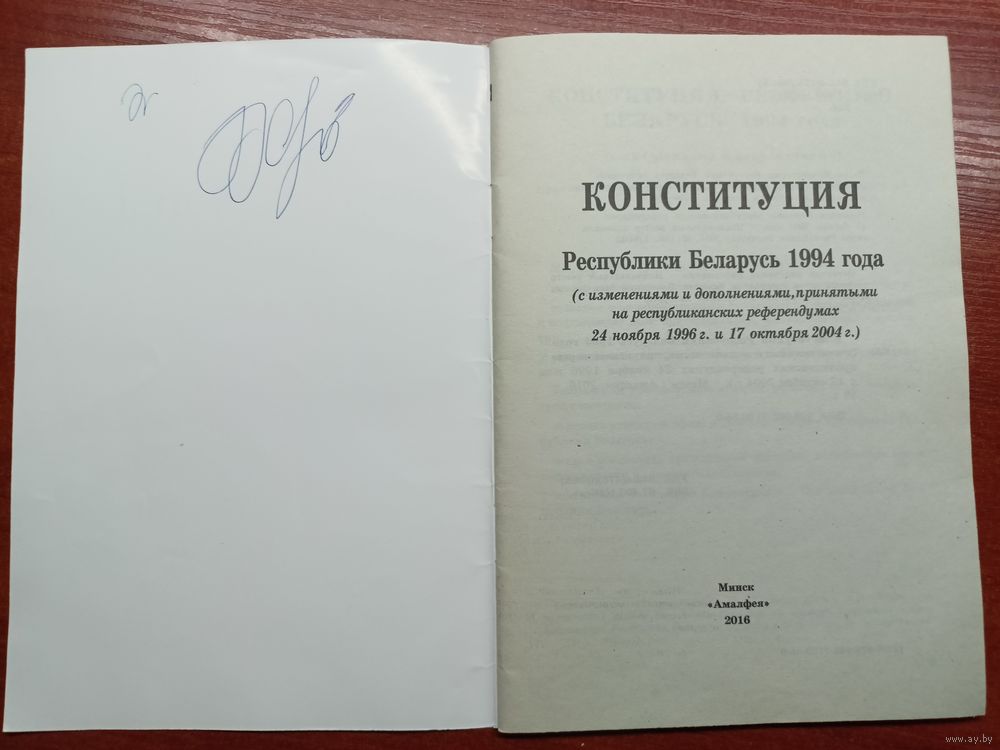 КОНСТИТУЦИЯ
Республики Беларусь 1994 года
(с изменениями и дополнениями, принятыми
на республиканских референдумах
24 ноября 1996 г. и 17 октября 2004 г.)
Минск
«Амалфея»
2016
www.ay.by